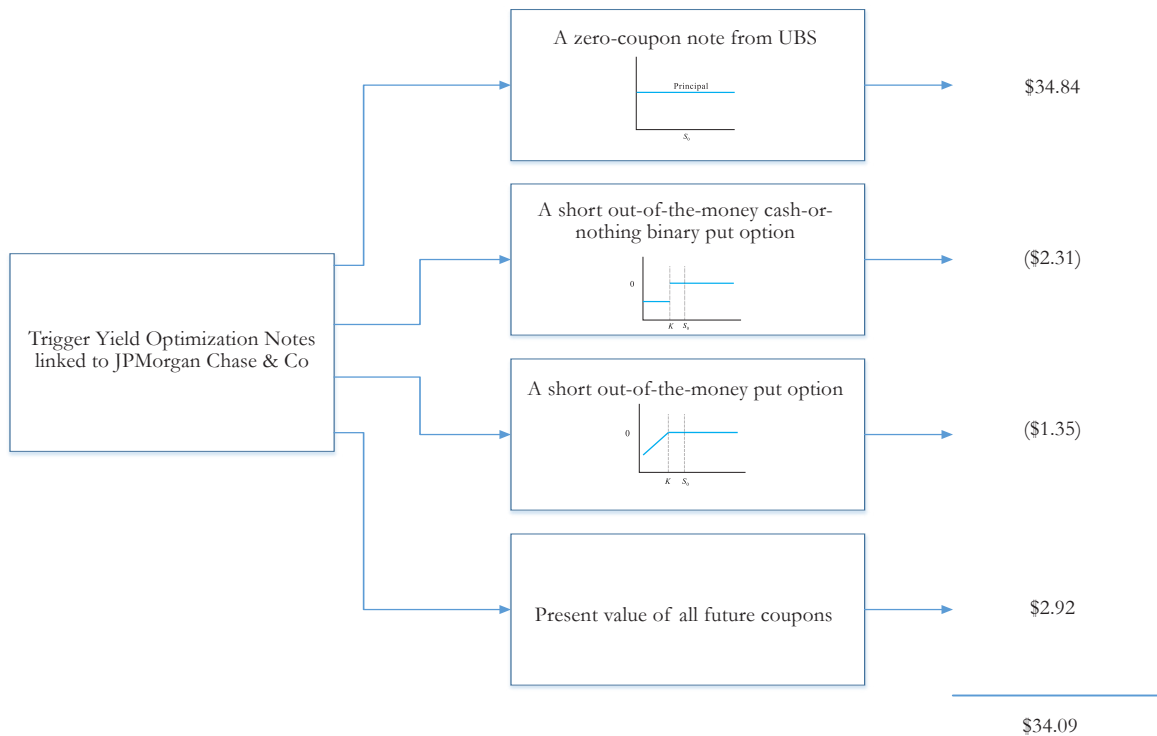 Trigger Yield Optimization Notes
linked to JPMorgan Chase & Co
A zero-coupon note from UBS
Principal
S₀
$34.84
A short out-of-the-money cash-or-
nothing binary put option
0
K S₀
($2.31)
A short out-of-the-money put option
0
K S₀
($1.35)
Present value of all future coupons
$2.92
$34.09